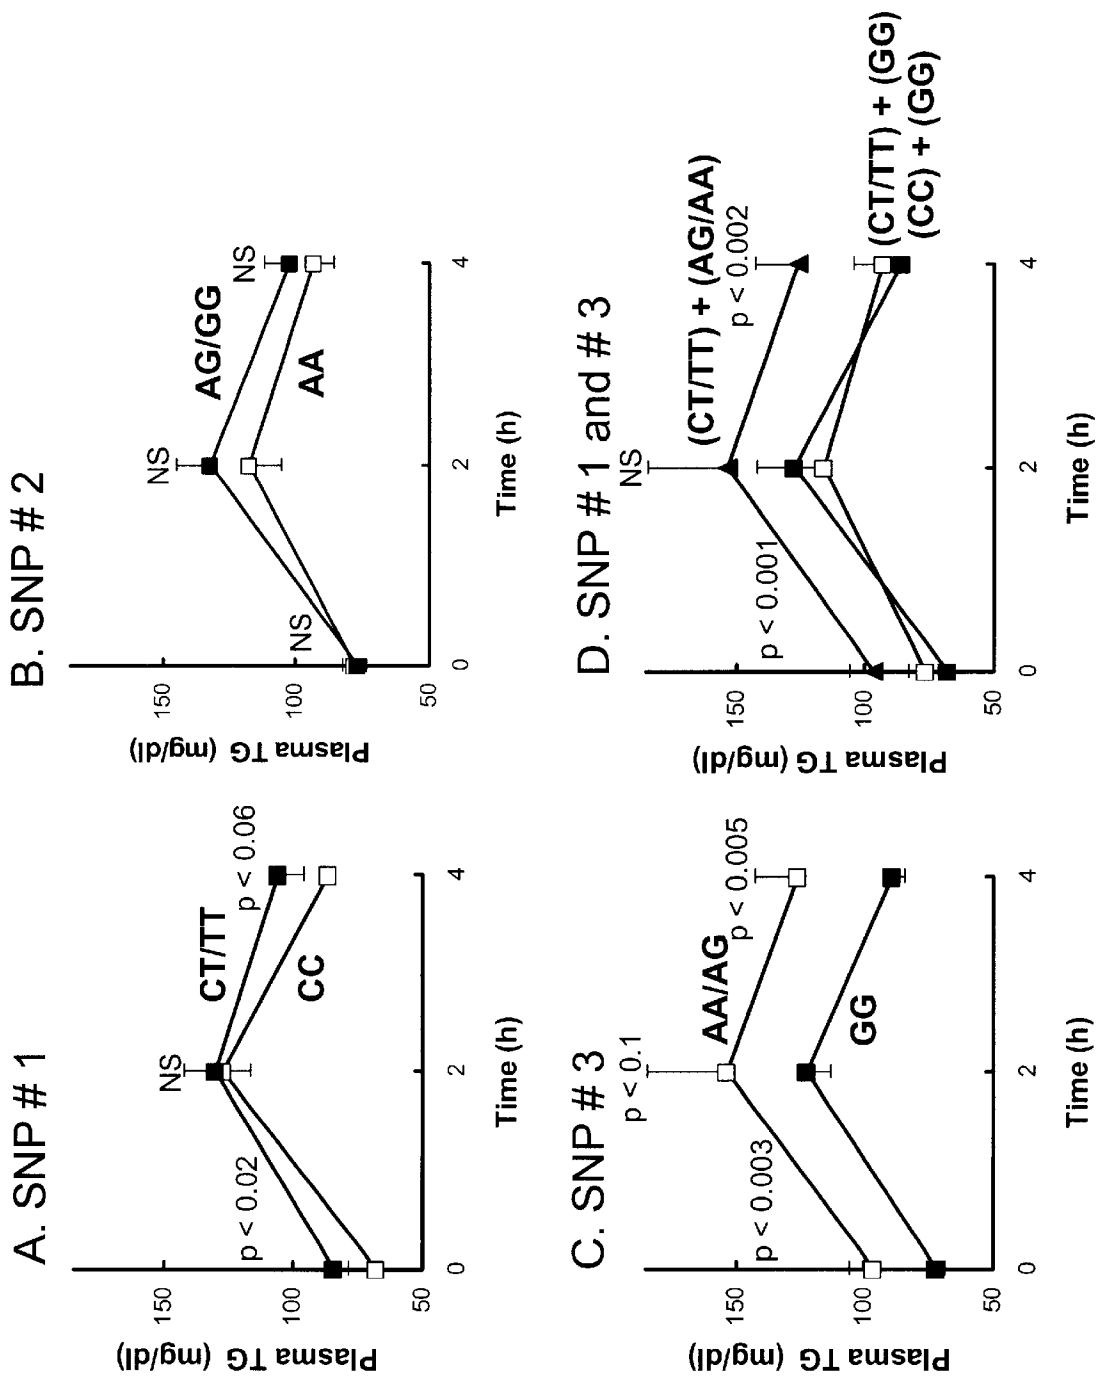 A. SNP # 1
Plasma TG (mg/dl)
150
100
50
0
2
4
Time (h)
p < 0.02
NS
CT/TT
p < 0.06
CC
B. SNP # 2
Plasma TG (mg/dl)
150
100
50
0
2
4
Time (h)
NS
NS
AG/GG
NS
AA
C. SNP # 3
Plasma TG (mg/dl)
150
100
50
0
2
4
Time (h)
p < 0.003
p < 0.1
AA/AG
p < 0.005
GG
D. SNP # 1 and # 3
Plasma TG (mg/dl)
150
100
50
0
2
4
Time (h)
p < 0.001
NS
(CT/TT) + (AG/AA)
p < 0.002
(CT/TT) + (GG)
(CC) + (GG)